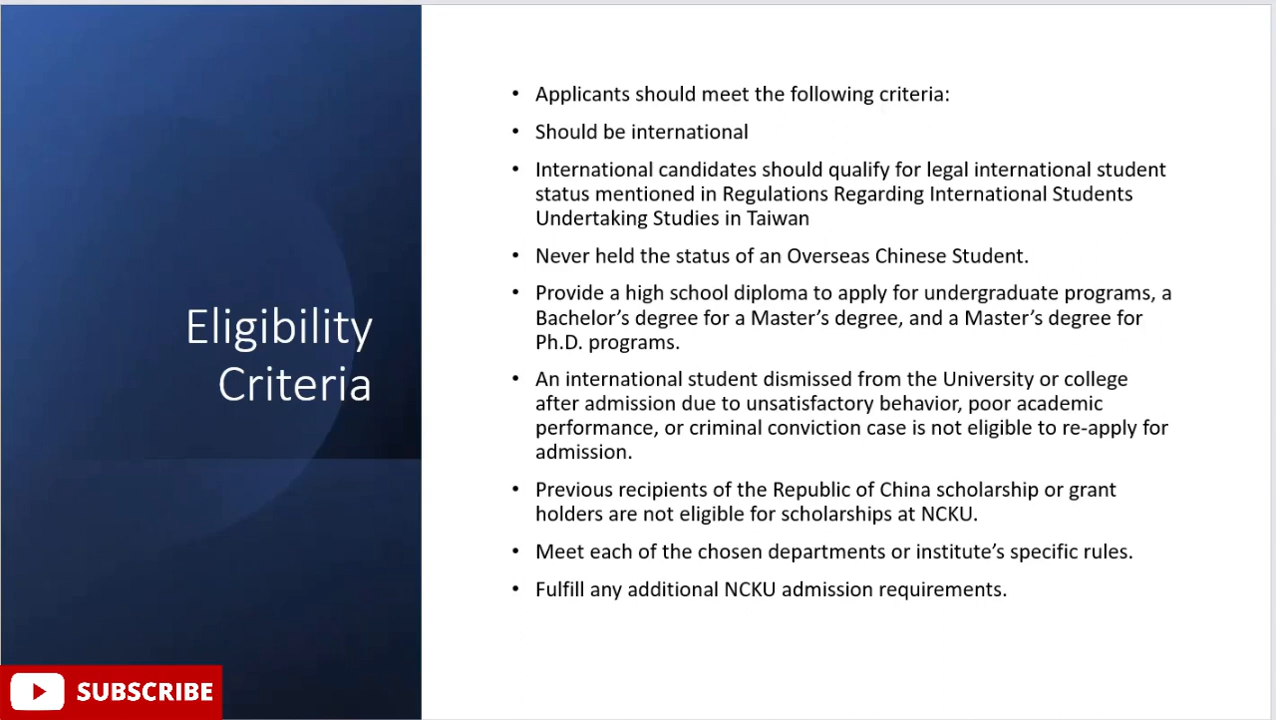 Eligibility
Criteria
• Applicants should meet the following criteria:
• Should be international
• International candidates should qualify for legal international student
status mentioned in Regulations Regarding International Students
Undertaking Studies in Taiwan
• Never held the status of an Overseas Chinese Student.
• Provide a high school diploma to apply for undergraduate programs, a
Bachelor’s degree for a Master’s degree, and a Master’s degree for
Ph.D. programs.
• An international student dismissed from the University or college
after admission due to unsatisfactory behavior, poor academic
performance, or criminal conviction case is not eligible to re-apply for
admission.
• Previous recipients of the Republic of China scholarship or grant
holders are not eligible for scholarships at NCKU.
• Meet each of the chosen departments or institute’s specific rules.
• Fulfill any additional NCKU admission requirements.
SUBSCRIBE